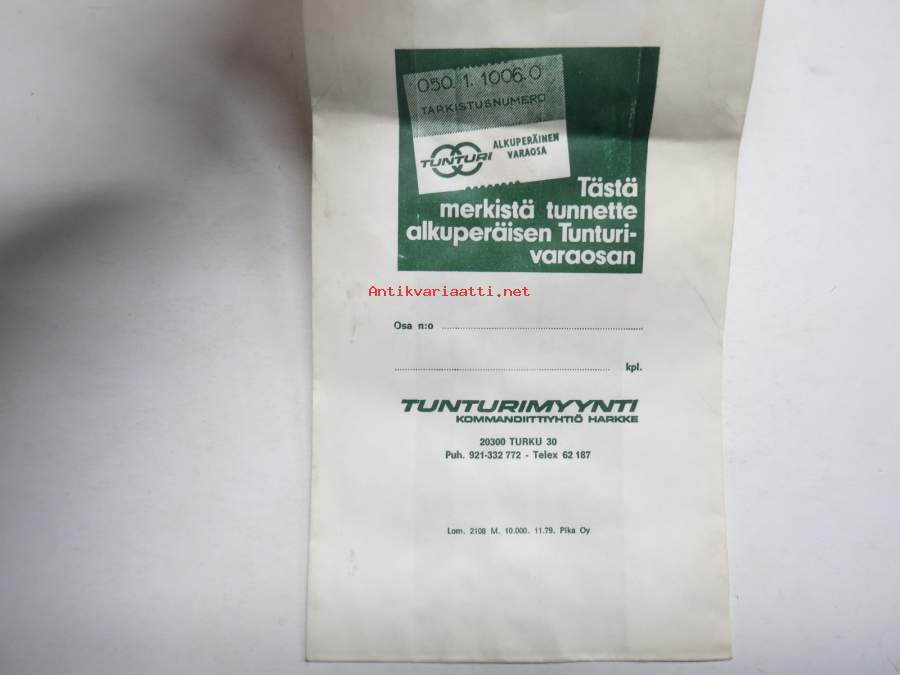 050. 1. 1006.0
TARKISTUSNUMERO
TUNTURI
ALKUPERÄINEN
VARAOSA
Tästä
merkistä tunnette
alkuperäisen Tunturi-
varaosan
Antikvariaatti.net
Osa n:o
kpl.
TUNTURIMYYNTI
KOMMANDIITTIYHTIÖ HARKKE
20300 TURKU 30
Puh. 921-332 772 - Telex 62 187
Lom. 2108 M. 10.000. 11.79. Pika Oy